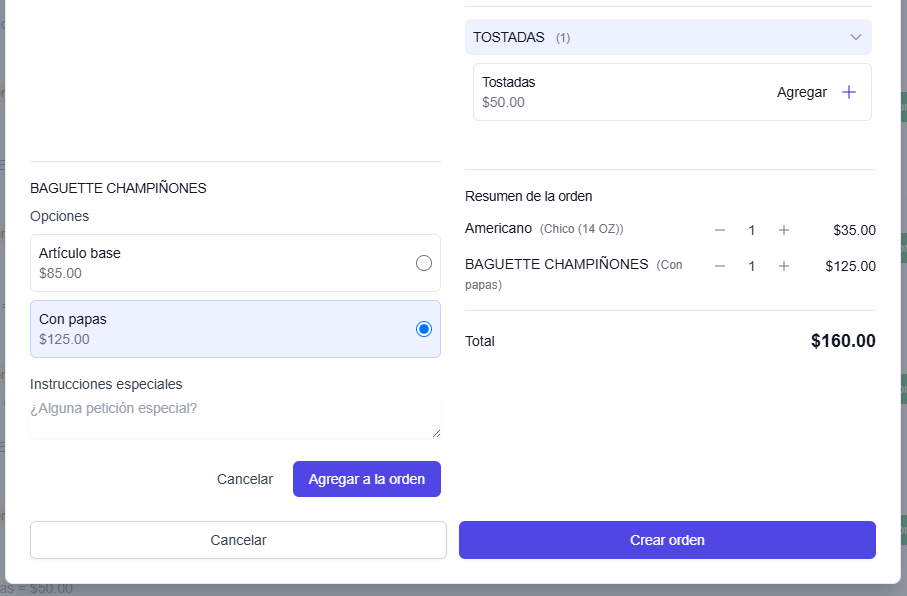 TOSTADAS (1)
Tostadas
$50.00
Agregar
BAGUETTE CHAMPIÑONES
Opciones
Artículo base
$85.00
Con papas
$125.00
Instrucciones especiales
¿Alguna petición especial?
Cancelar
Agregar a la orden
Resumen de la orden
Americano (Chico (14 OZ)) 1 $35.00
BAGUETTE CHAMPIÑONES (Con 1 $125.00
papas)
Total $160.00
Cancelar
Crear orden
as = $50.00